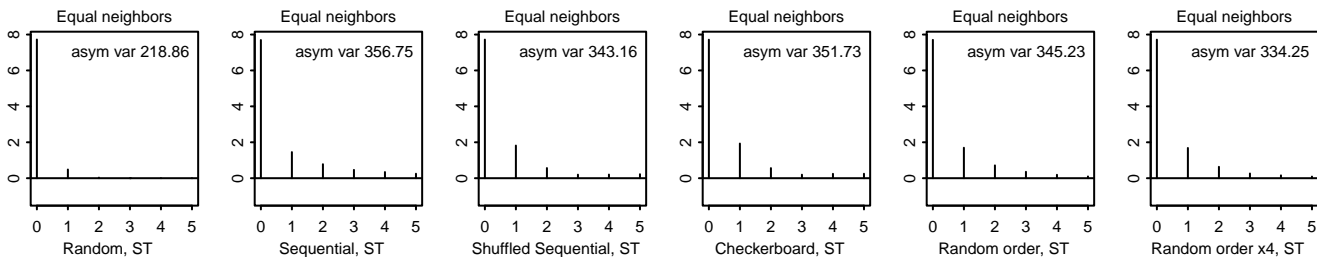 Equal neighbors
asym var 218.86
8
6
4
2
0
0 1 2 3 4 5
Random, ST
Equal neighbors
asym var 356.75
8
6
4
2
0
0 1 2 3 4 5
Sequential, ST
Equal neighbors
asym var 343.16
8
6
4
2
0
0 1 2 3 4 5
Shuffled Sequential, ST
Equal neighbors
asym var 351.73
8
6
4
2
0
0 1 2 3 4 5
Checkerboard, ST
Equal neighbors
asym var 345.23
8
6
4
2
0
0 1 2 3 4 5
Random order, ST
Equal neighbors
asym var 334.25
8
6
4
2
0
0 1 2 3 4 5
Random order x4, ST